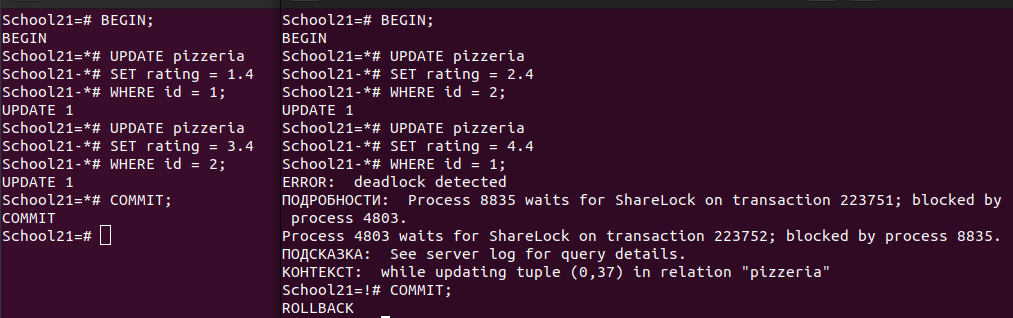 School21=# BEGIN;
BEGIN
School21=*# UPDATE pizzeria
School21-*# SET rating = 1.4
School21-*# WHERE id = 1;
UPDATE 1
School21=*# UPDATE pizzeria
School21-*# SET rating = 3.4
School21-*# WHERE id = 2;
UPDATE 1
School21=*# COMMIT;
COMMIT
School21=#
School21=# BEGIN;
BEGIN
School21=*# UPDATE pizzeria
School21-*# SET rating = 2.4
School21-*# WHERE id = 2;
UPDATE 1
School21=*# UPDATE pizzeria
School21-*# SET rating = 4.4
School21-*# WHERE id = 1;
ERROR:  deadlock detected
ПОДРОБНОСТИ:  Process 8835 waits for ShareLock on transaction 223751; blocked by
 process 4803.
Process 4803 waits for ShareLock on transaction 223752; blocked by process 8835.
ПОДСКАЗКА:  See server log for query details.
КОНТЕКСТ:  while updating tuple (0,37) in relation "pizzeria"
School21=!# COMMIT;
ROLLBACK